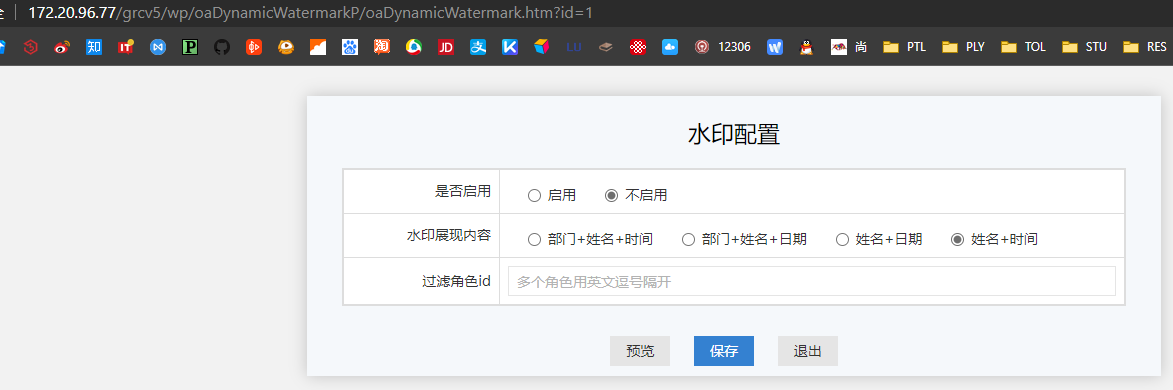 全 172.20.96.77/grcv5/wp/oaDynamicWatermarkP/oaDynamicWatermark.htm?id=1
知 IT P 淘 JD 支 K LU 12306 W 尚 PTL PLY TOL STU RES
水印配置
是否启用 启用 不启用
水印展现内容 部门+姓名+时间 部门+姓名+日期 姓名+日期 姓名+时间
过滤角色id 多个角色用英文逗号隔开
预览 保存 退出